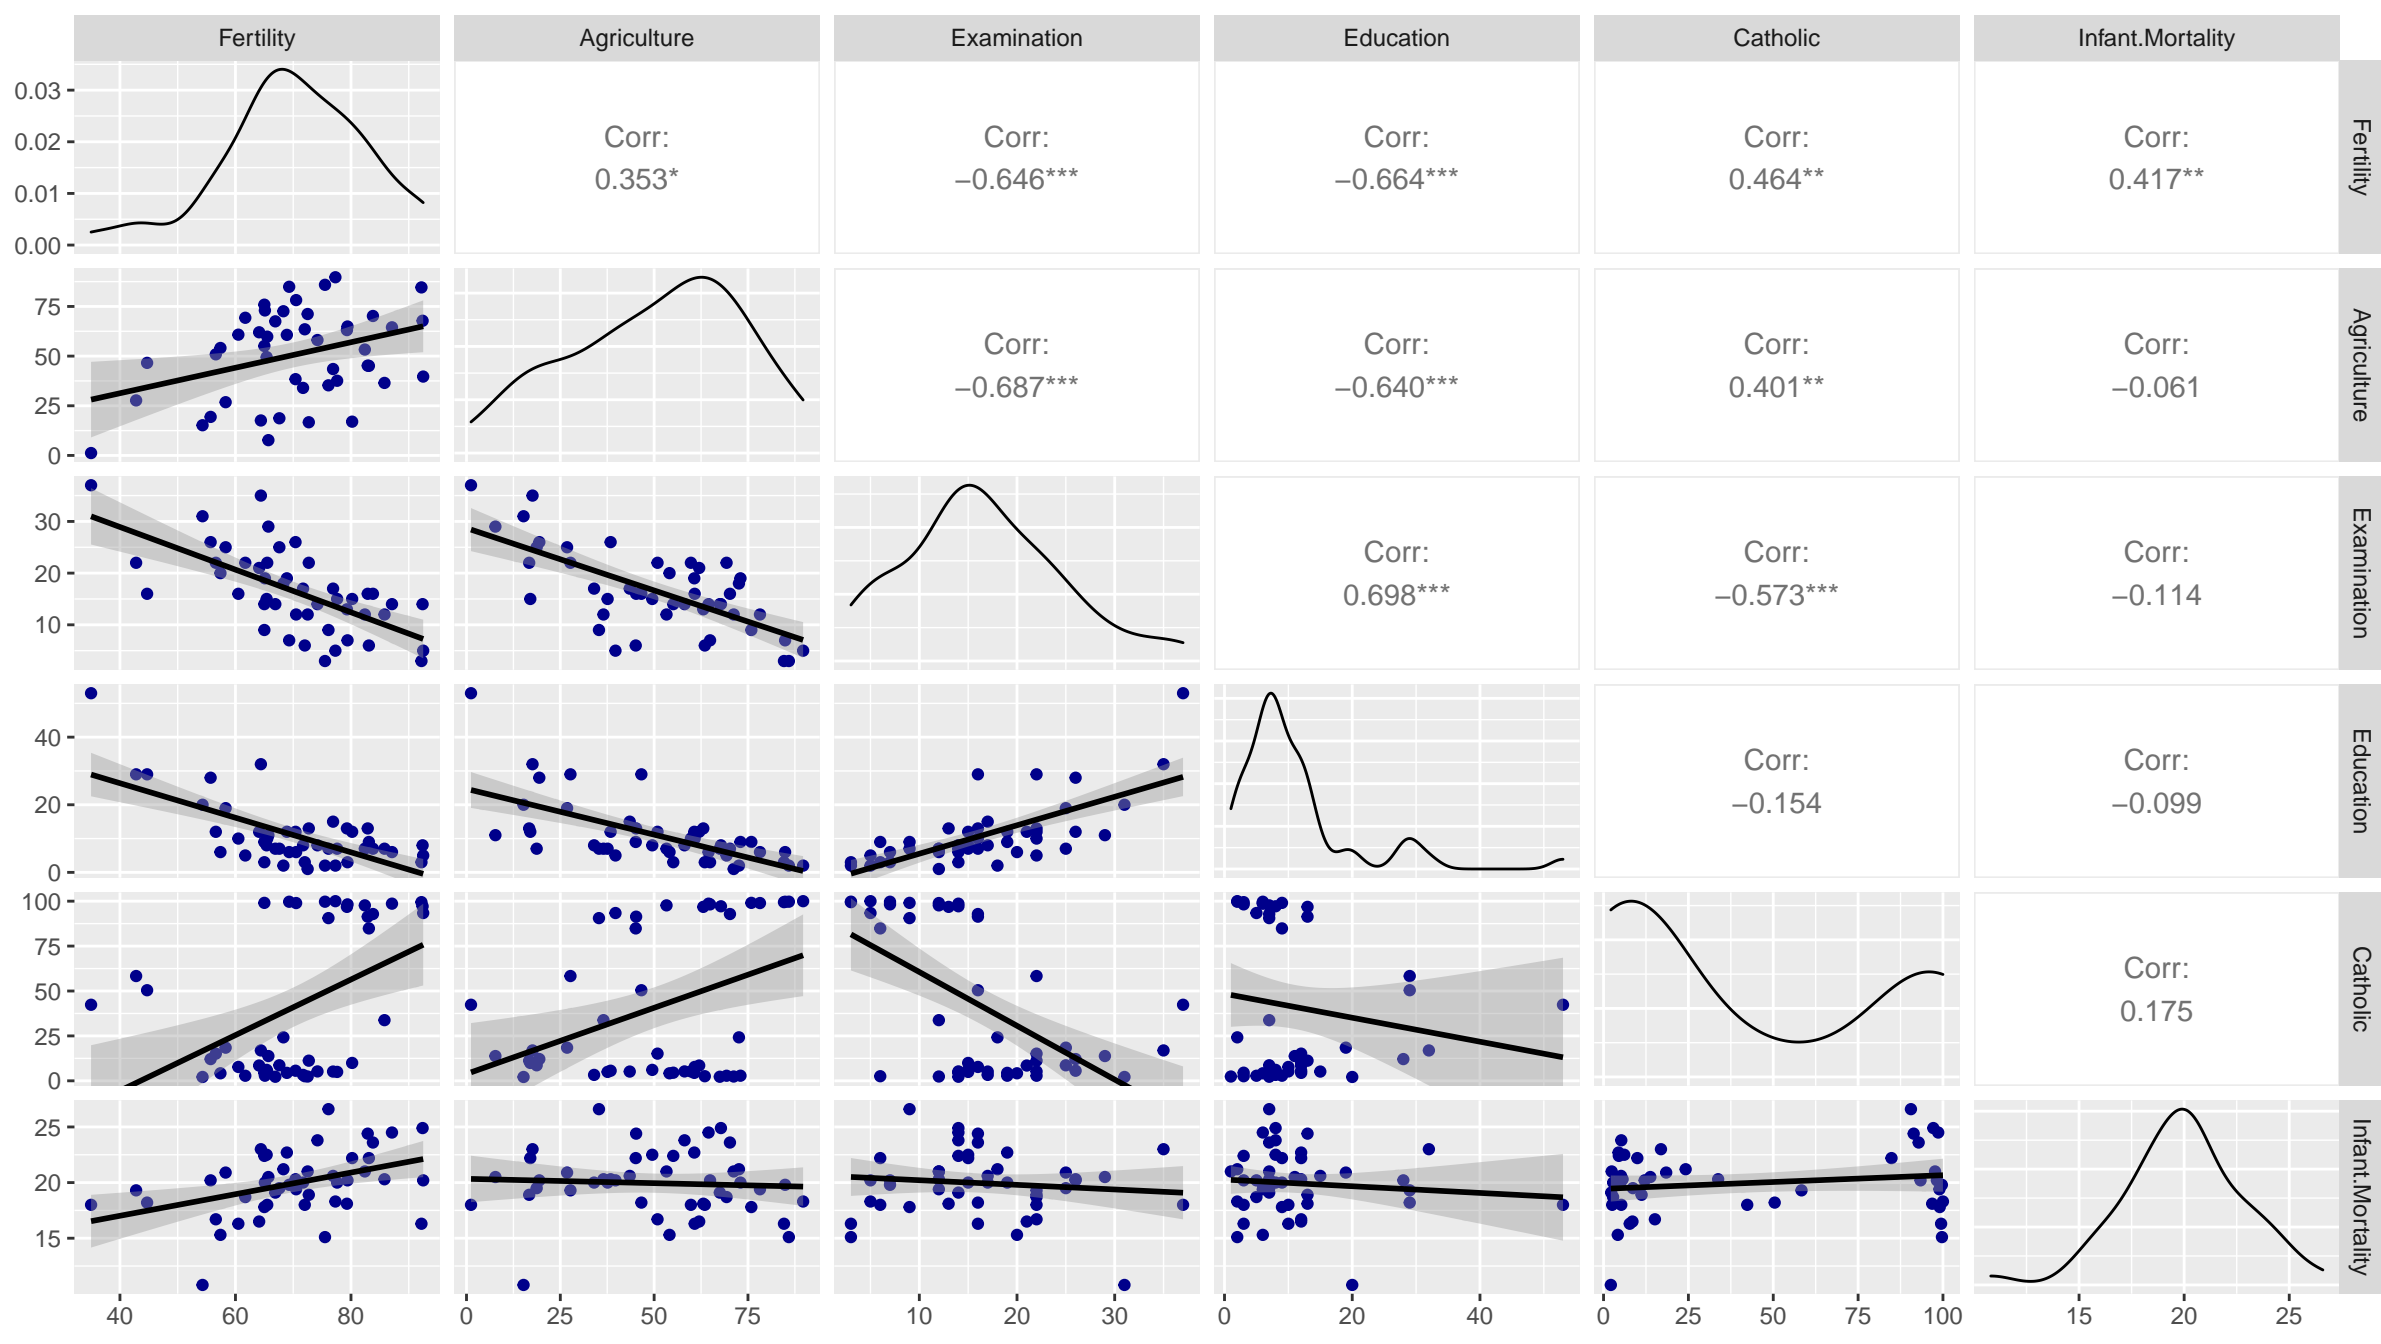 Fertility Agriculture Examination Education Catholic Infant.Mortality
0.03
0.02
0.01
0.00
Corr: Corr: Corr: Corr: Corr:
0.353* −0.646*** −0.664*** 0.464** 0.417**
Fertility
75
50
25
0
Corr: Corr: Corr: Corr:
−0.687*** −0.640*** 0.401** −0.061
Agriculture
30
20
10
Corr: Corr: Corr:
0.698*** −0.573*** −0.114
Examination
40
20
0
Corr: Corr:
−0.154 −0.099
Education
100
75
50
25
0
Corr:
0.175
Catholic
25
20
15
Infant.Mortality
40 60 80 0 25 50 75 10 20 30 0 20 40 0 25 50 75 100 15 20 25